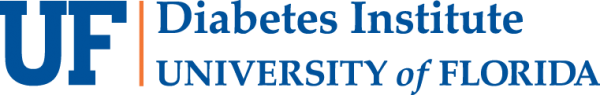 UF
Diabetes Institute
UNIVERSITY of FLORIDA